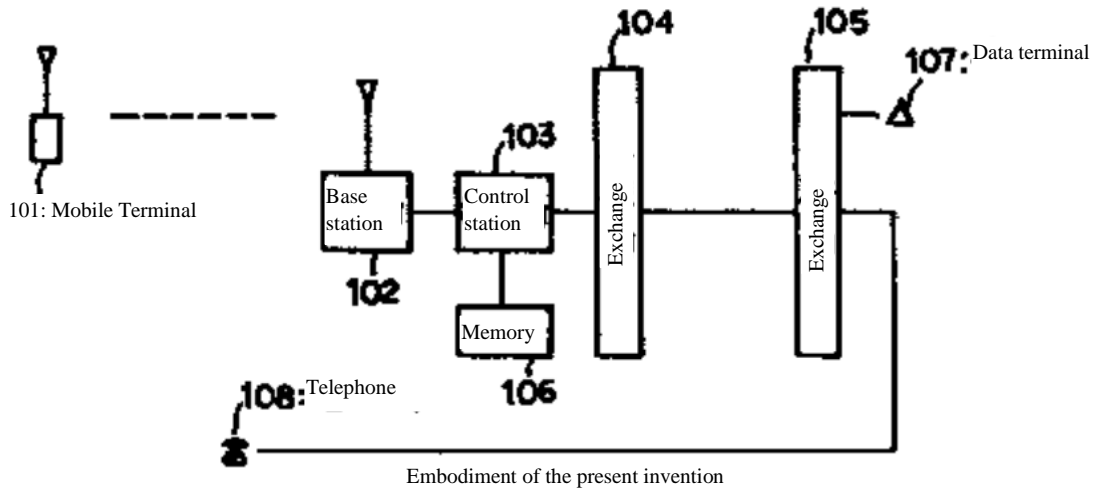 104
105
107: Data terminal
103
101: Mobile Terminal
Base
station
Control
station
Exchange
Exchange
102
Memory
106
108: Telephone
Embodiment of the present invention